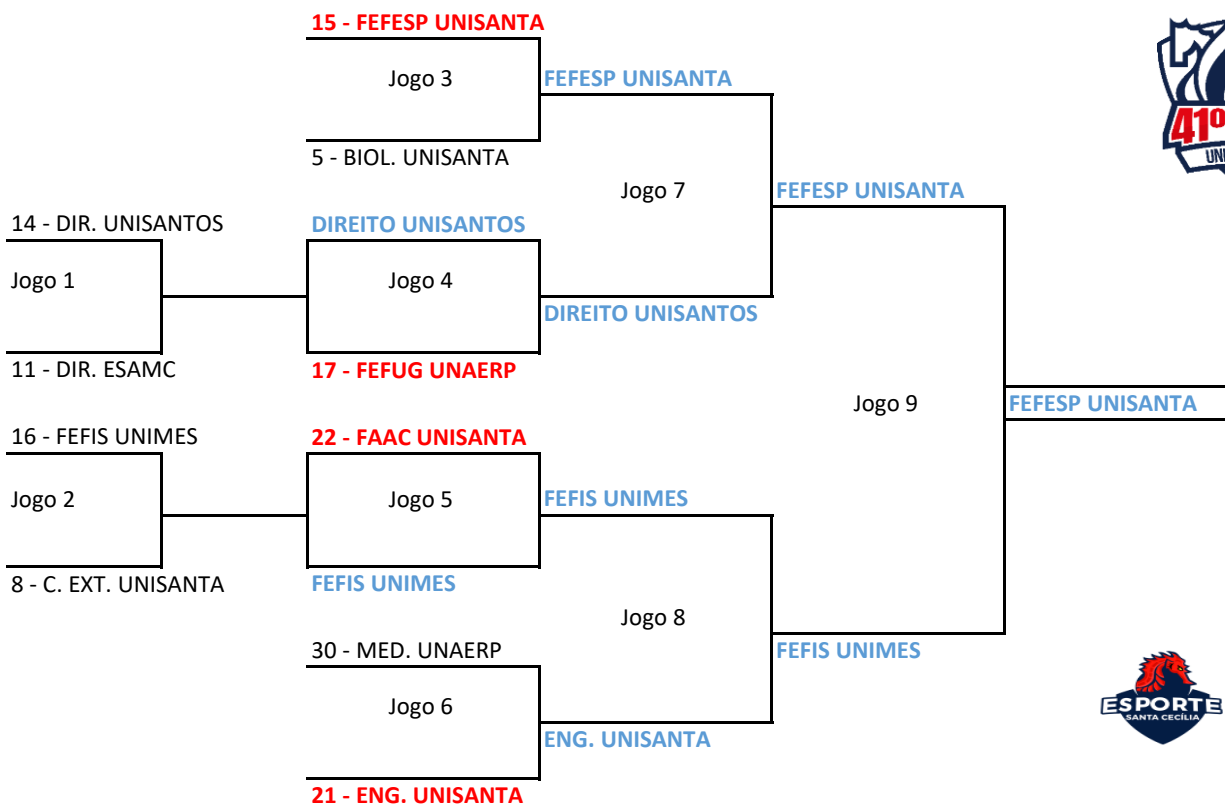 15 - FEFESP UNISANTA
Jogo 3
FEFESP UNISANTA
5 - BIOL. UNISANTA
41º
Jogo 7
FEFESP UNISANTA
14 - DIR. UNISANTOS
DIREITO UNISANTOS
Jogo 1
Jogo 4
DIREITO UNISANTOS
11 - DIR. ESAMC
17 - FEFUG UNAERP
Jogo 9
FEFESP UNISANTA
16 - FEFIS UNIMES
22 - FAAC UNISANTA
Jogo 2
Jogo 5
FEFIS UNIMES
8 - C. EXT. UNISANTA
FEFIS UNIMES
Jogo 8
30 - MED. UNAERP
FEFIS UNIMES
Jogo 6
ENG. UNISANTA
21 - ENG. UNISANTA
ESPORTE
SANTA CECÍLIA